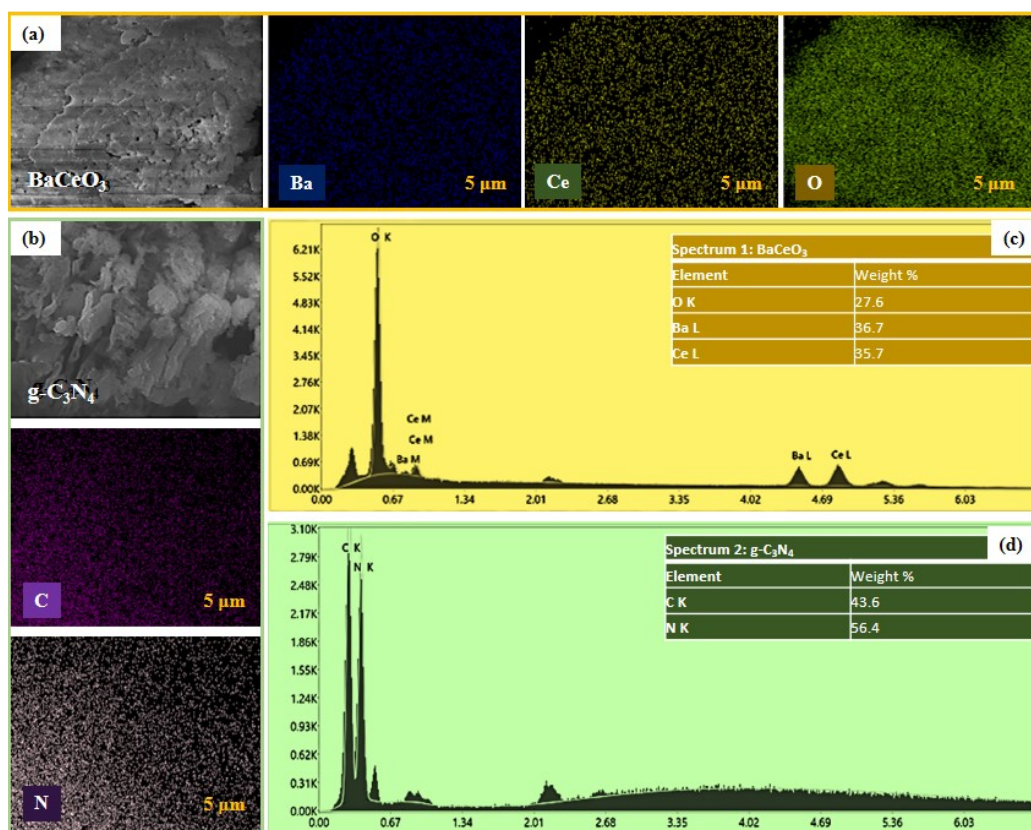 (a)
BaCeO₃
Ba
5 μm
Ce
5 μm
O
5 μm
(b)
g-C₃N₄
C
5 μm
N
5 μm
(c)
O K
6.21K
5.52K
4.83K
4.14K
3.45K
2.76K
2.07K
1.38K
0.69K
0.00K
Ce M
Ce M
Ba M
Ba L
Ce L
0.00 0.67 1.34 2.01 2.68 3.35 4.02 4.69 5.36 6.03
Spectrum 1: BaCeO₃
Element Weight %
O K 27.6
Ba L 36.7
Ce L 35.7
(d)
3.10K
2.79K
2.48K
2.17K
1.86K
1.55K
1.24K
0.93K
0.62K
0.31K
0.00K
C K
N K
0.00 0.67 1.34 2.01 2.68 3.35 4.02 4.69 5.36 6.03
Spectrum 2: g-C₃N₄
Element Weight %
C K 43.6
N K 56.4